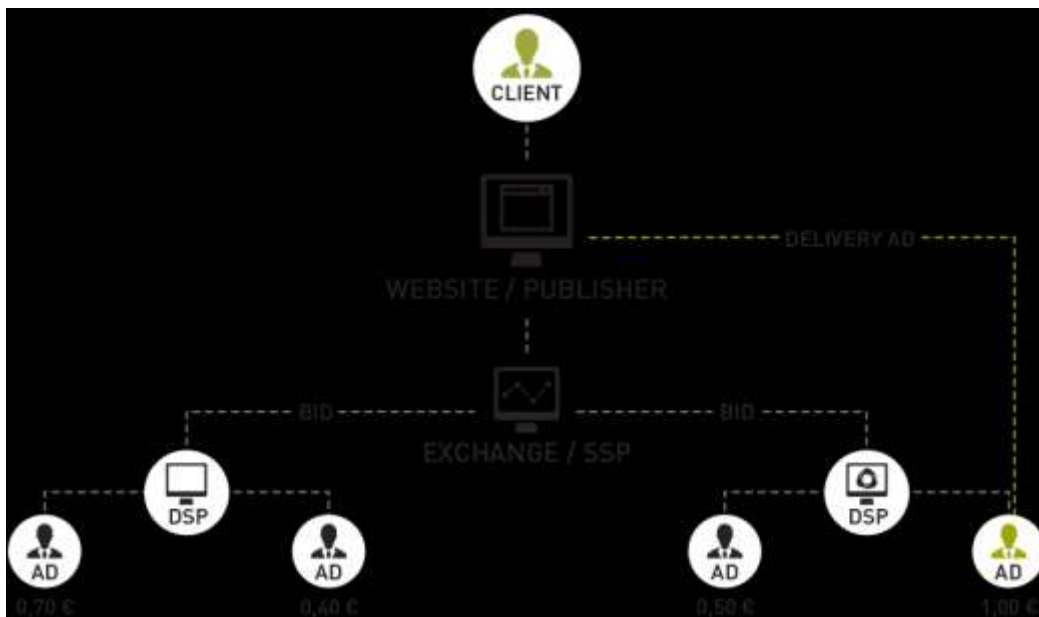 CLIENT
DELIVERY AD
WEBSITE / PUBLISHER
BID
BID
EXCHANGE / SSP
DSP
DSP
AD
AD
AD
AD
0,70 €
0,40 €
0,50 €
1,00 €